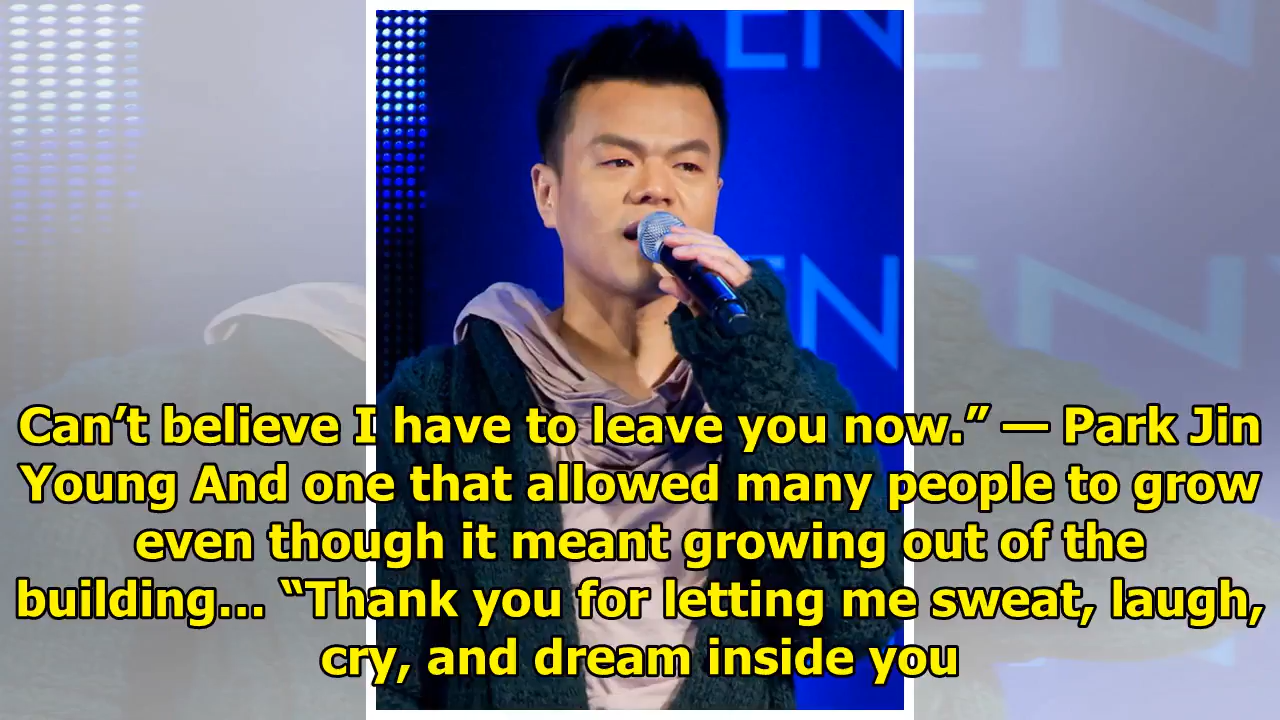 EN
EN
Can’t believe I have to leave you now.” — Park Jin
Young And one that allowed many people to grow
even though it meant growing out of the
building... “Thank you for letting me sweat, laugh,
cry, and dream inside you